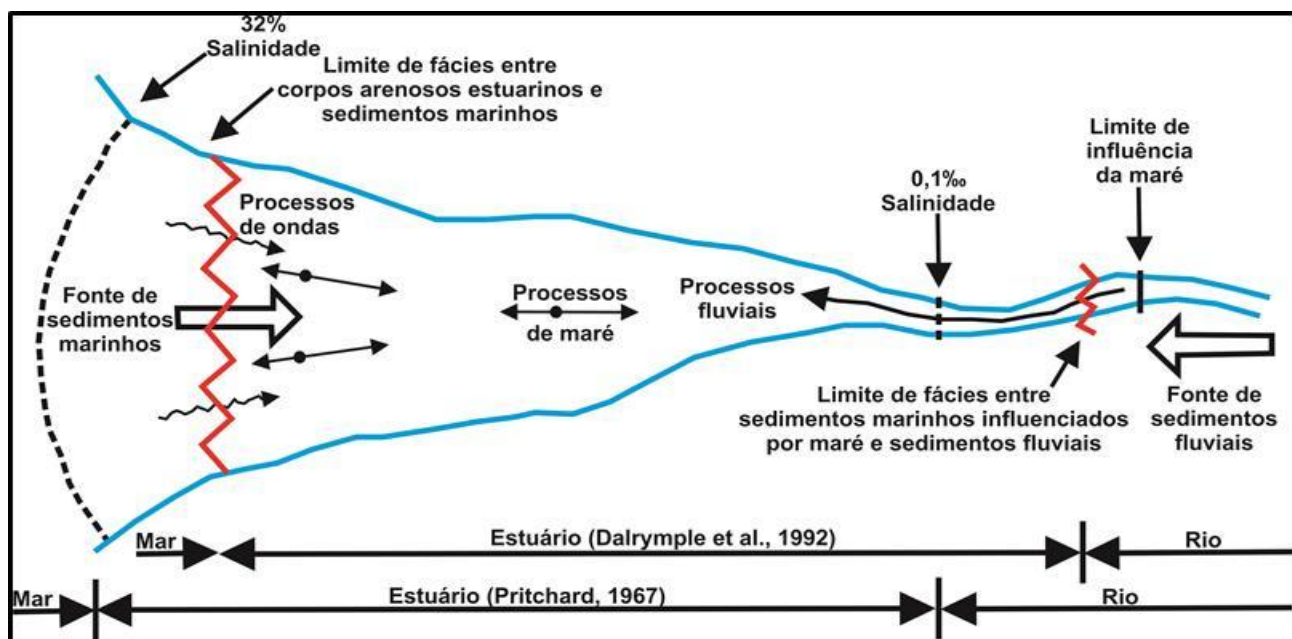 32%
Salinidade
Limite de fácies entre
corpos arenosos estuarinos e
sedimentos marinhos
Limite de
influência
da maré
0,1‰
Salinidade
Processos
de ondas
Fonte de
sedimentos
marinhos
Processos
de maré
Processos
fluviais
Limite de fácies entre
sedimentos marinhos influenciados
por maré e sedimentos fluviais
Fonte de
sedimentos
fluviais
Mar
Estuário (Dalrymple et al., 1992)
Rio
Mar
Estuário (Pritchard, 1967)
Rio